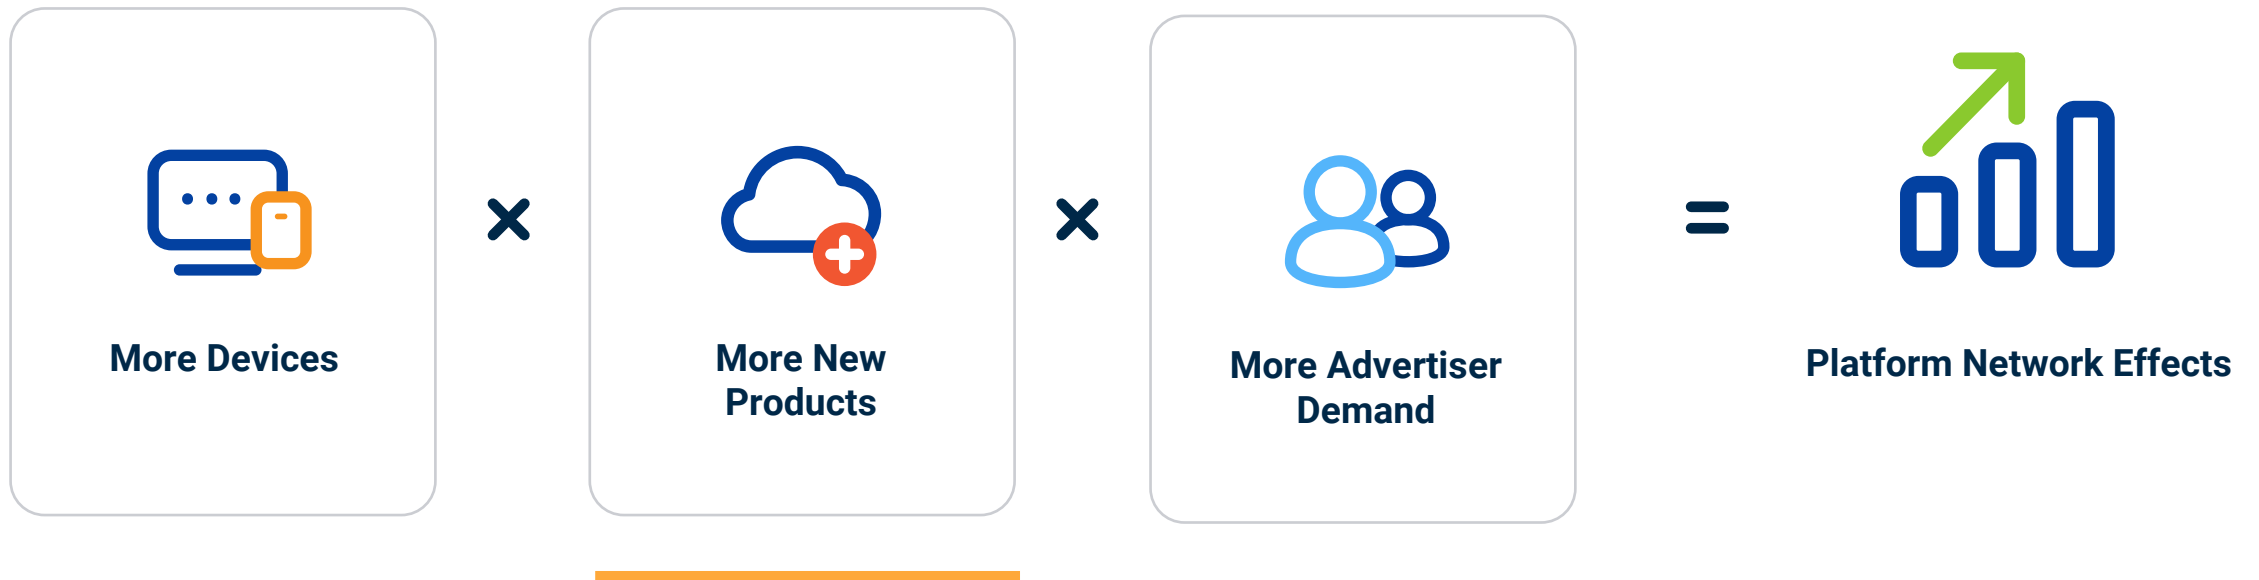 More Devices
×
More New
Products
×
More Advertiser
Demand
=
Platform Network Effects